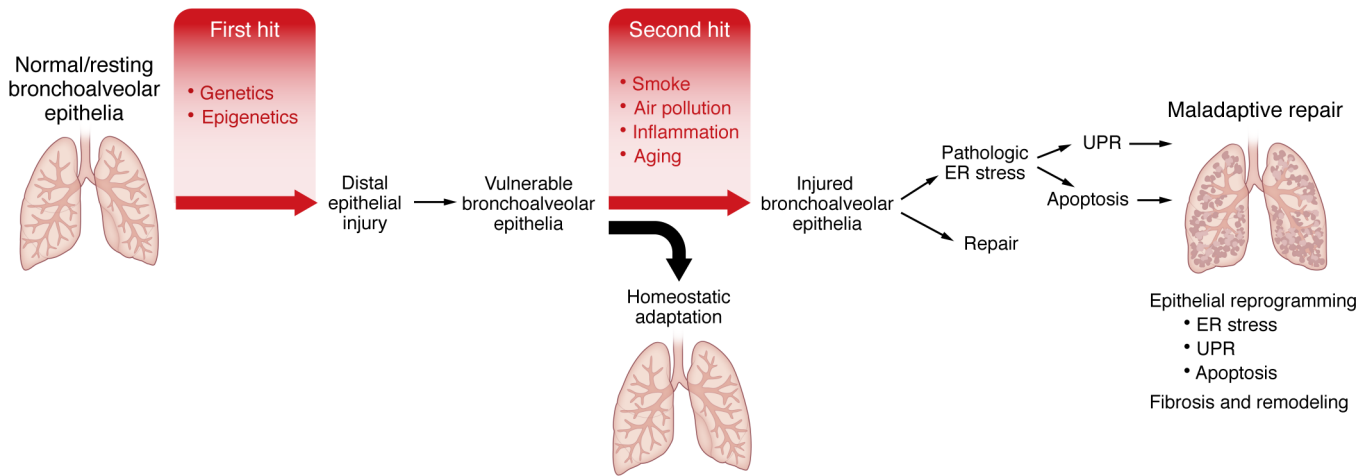 Normal/resting
bronchoalveolar
epithelia
First hit
• Genetics
• Epigenetics
Distal
epithelial
injury
Vulnerable
bronchoalveolar
epithelia
Second hit
• Smoke
• Air pollution
• Inflammation
• Aging
Homeostatic
adaptation
Injured
bronchoalveolar
epithelia
Pathologic
ER stress
Repair
UPR
Apoptosis
Maladaptive repair
Epithelial reprogramming
• ER stress
• UPR
• Apoptosis
Fibrosis and remodeling